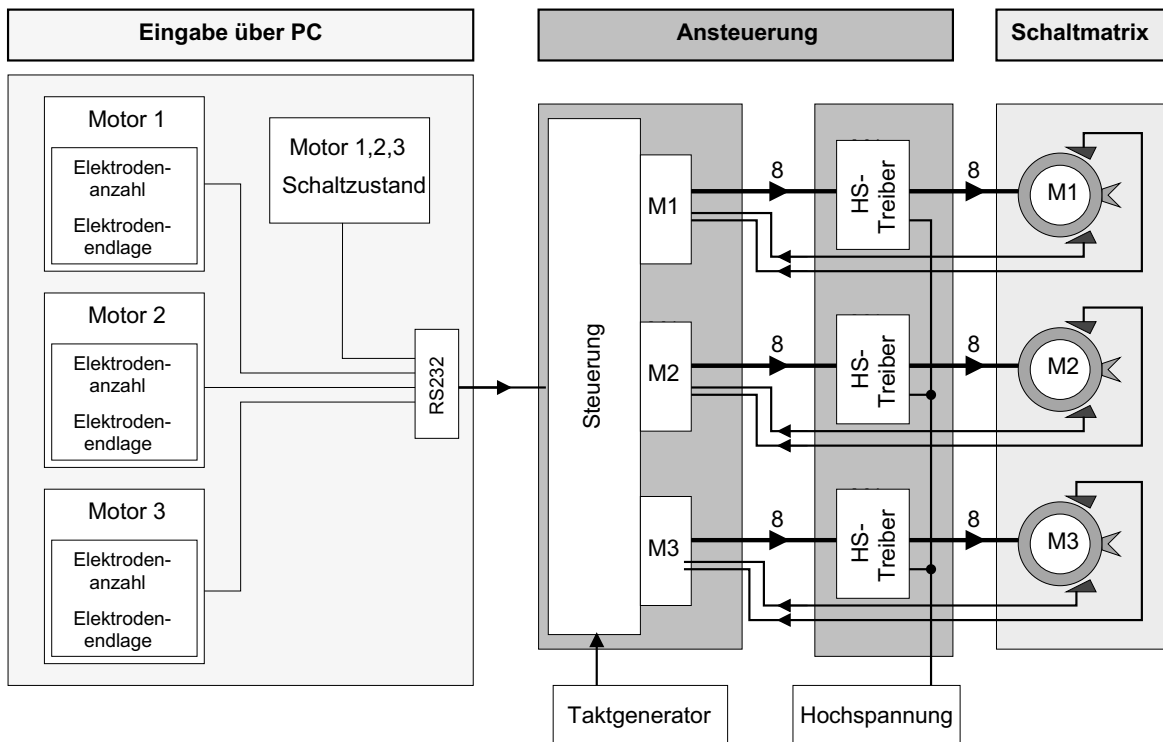 Eingabe über PC
Ansteuerung
Schaltmatrix
Motor 1
Elektroden-
anzahl
Elektroden-
endlage
Motor 1,2,3
Schaltzustand
Motor 2
Elektroden-
anzahl
Elektroden-
endlage
Motor 3
Elektroden-
anzahl
Elektroden-
endlage
RS232
Steuerung
M1
8
HS-
Treiber
8
M1
M2
8
HS-
Treiber
8
M2
M3
8
HS-
Treiber
8
M3
Taktgenerator
Hochspannung